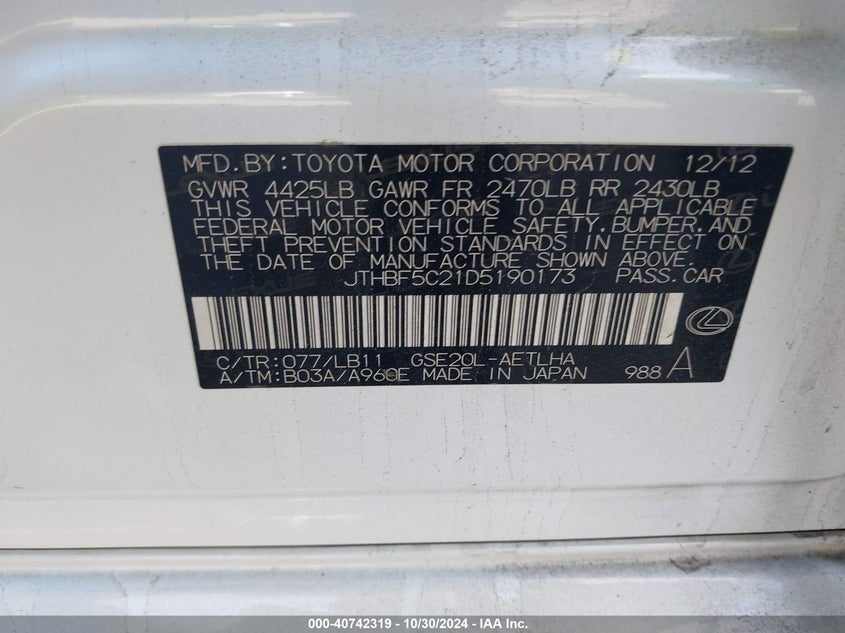 MFD.BY:TOYOTA MOTOR CORPORATION 12/12
GVWR 4425LB GAWR FR 2470LB RR 2430LB
THIS VEHICLE CONFORMS TO ALL APPLICABLE
FEDERAL MOTOR VEHICLE SAFETY,BUMPER,AND
THEFT PREVENTION STANDARDS IN EFFECT ON
THE DATE OF MANUFACTURE SHOWN ABOVE.
JTHBF5C21D5190173 PASS.CAR
C/TR:077/LB11 GSE20L-AETLHA
A/TM:B03A/A960E MADE IN JAPAN 988 A
000-40742319 - 10/30/2024 - IAA Inc.